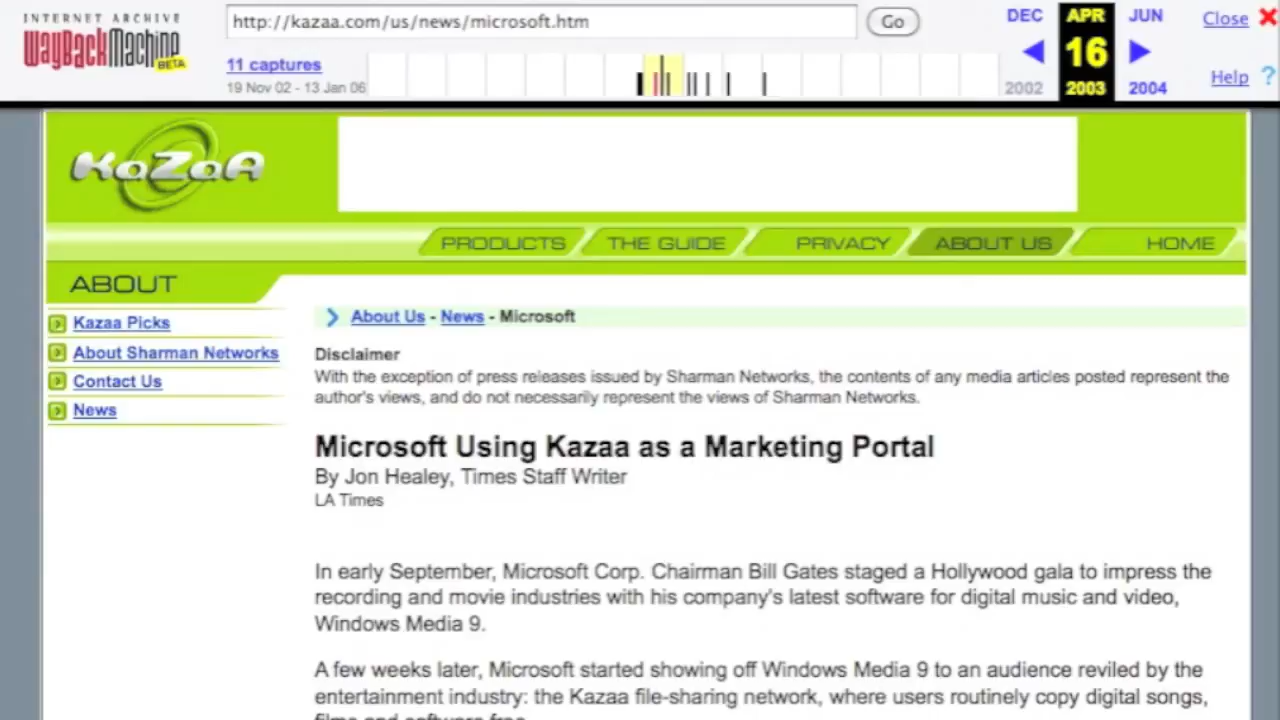 INTERNET ARCHIVE
WayBackMachine
BETA
http://kazaa.com/us/news/microsoft.htm
Go
11 captures
19 Nov 02 - 13 Jan 06
DEC APR JUN
16
2002 2003 2004
Close
Help ?
KaZaA
PRODUCTS THE GUIDE PRIVACY ABOUT US HOME
ABOUT
Kazaa Picks
About Sharman Networks
Contact Us
News
About Us - News - Microsoft
Disclaimer
With the exception of press releases issued by Sharman Networks, the contents of any media articles posted represent the
author's views, and do not necessarily represent the views of Sharman Networks.
Microsoft Using Kazaa as a Marketing Portal
By Jon Healey, Times Staff Writer
LA Times
In early September, Microsoft Corp. Chairman Bill Gates staged a Hollywood gala to impress the
recording and movie industries with his company's latest software for digital music and video,
Windows Media 9.
A few weeks later, Microsoft started showing off Windows Media 9 to an audience reviled by the
entertainment industry: the Kazaa file-sharing network, where users routinely copy digital songs,
films and software free.